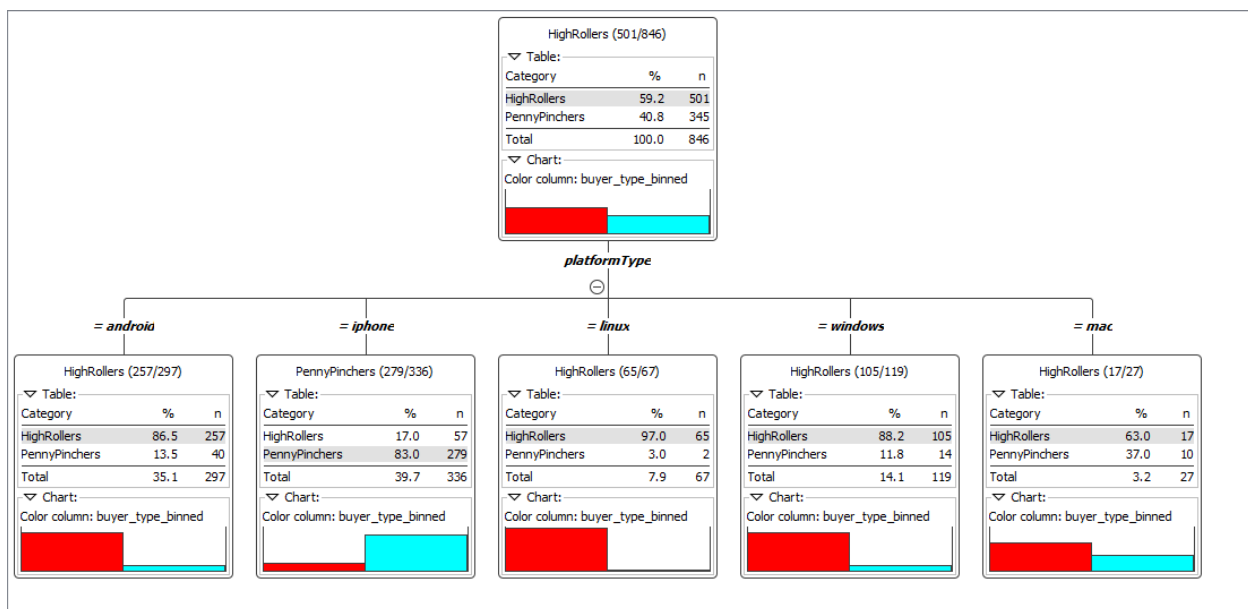 HighRollers (501/846)
Table:
Category % n
HighRollers 59.2 501
PennyPinchers 40.8 345
Total 100.0 846
Chart:
Color column: buyer_type_binned
platformType
= android
= iphone
= linux
= windows
= mac
HighRollers (257/297)
Table:
Category % n
HighRollers 86.5 257
PennyPinchers 13.5 40
Total 35.1 297
Chart:
Color column: buyer_type_binned
PennyPinchers (279/336)
Table:
Category % n
HighRollers 17.0 57
PennyPinchers 83.0 279
Total 39.7 336
Chart:
Color column: buyer_type_binned
HighRollers (65/67)
Table:
Category % n
HighRollers 97.0 65
PennyPinchers 3.0 2
Total 7.9 67
Chart:
Color column: buyer_type_binned
HighRollers (105/119)
Table:
Category % n
HighRollers 88.2 105
PennyPinchers 11.8 14
Total 14.1 119
Chart:
Color column: buyer_type_binned
HighRollers (17/27)
Table:
Category % n
HighRollers 63.0 17
PennyPinchers 37.0 10
Total 3.2 27
Chart:
Color column: buyer_type_binned